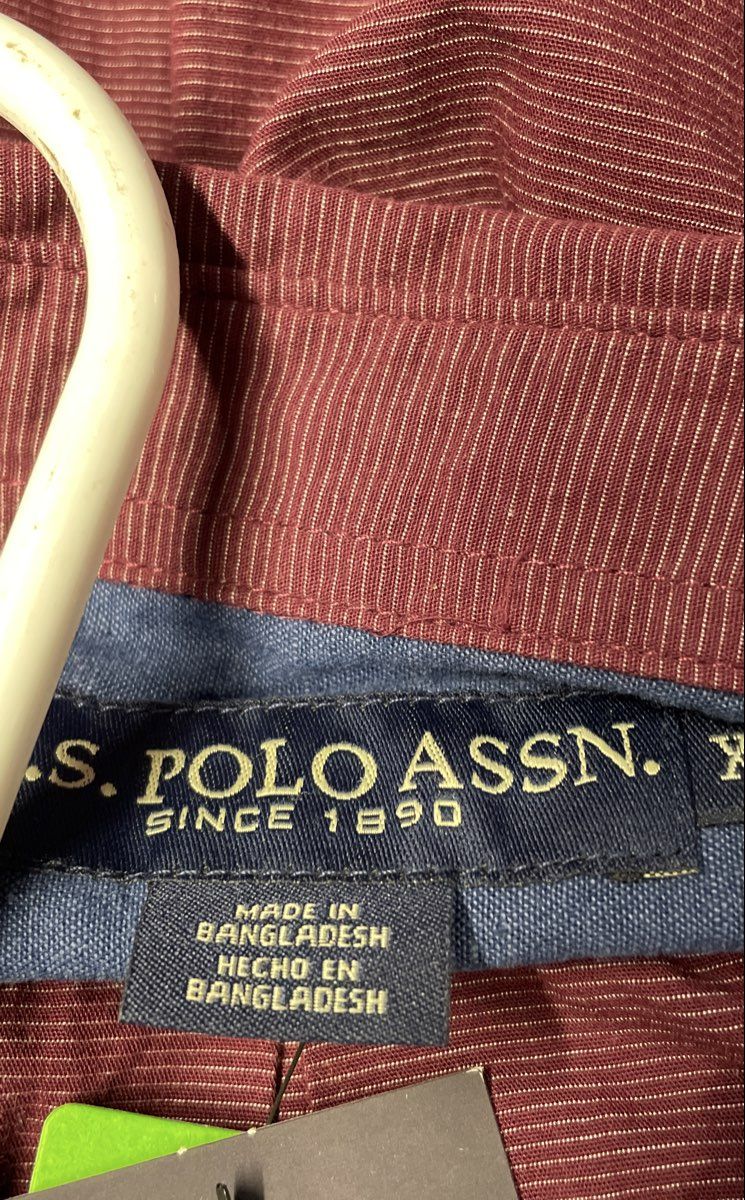 .S. POLO ASSN.
SINCE 1890
X
MADE IN
BANGLADESH
HECHO EN
BANGLADESH